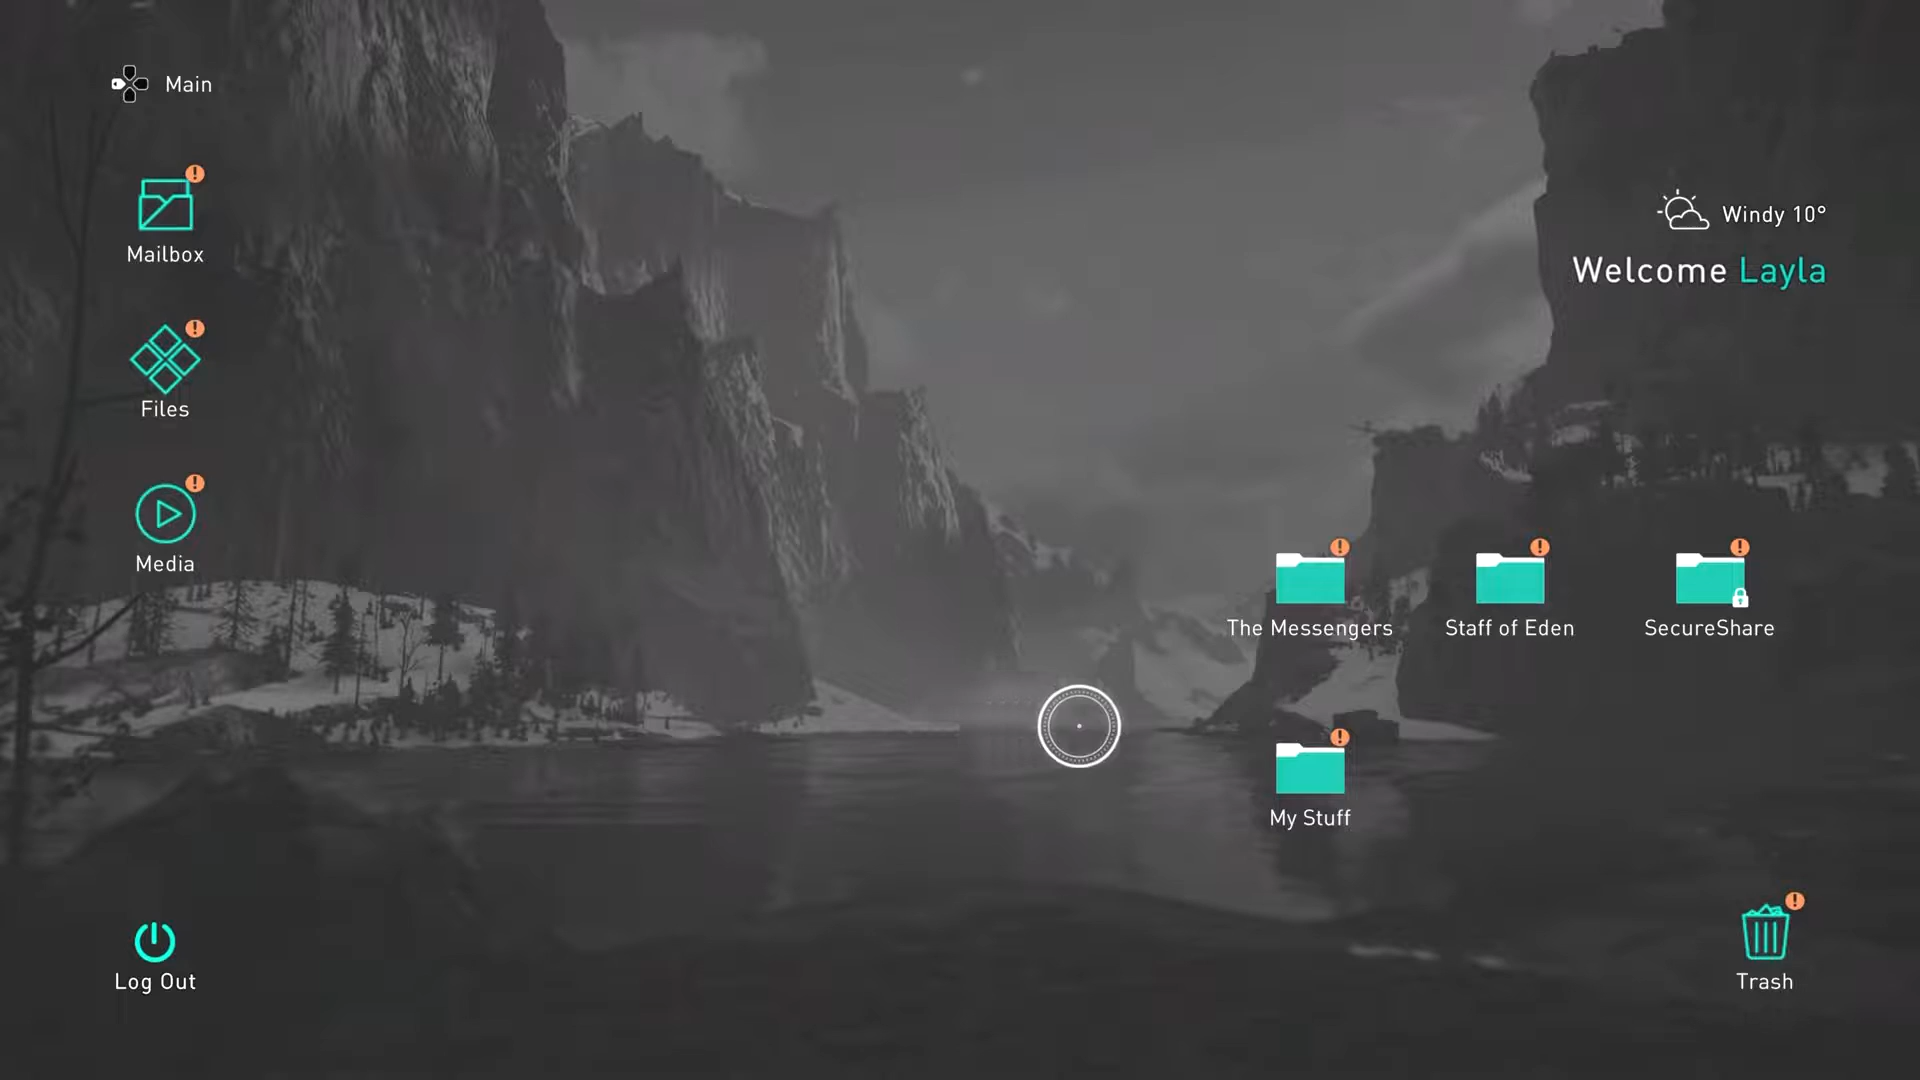 Main
Mailbox
Files
Media
Windy 10°
Welcome Layla
The Messengers
Staff of Eden
SecureShare
My Stuff
Log Out
Trash